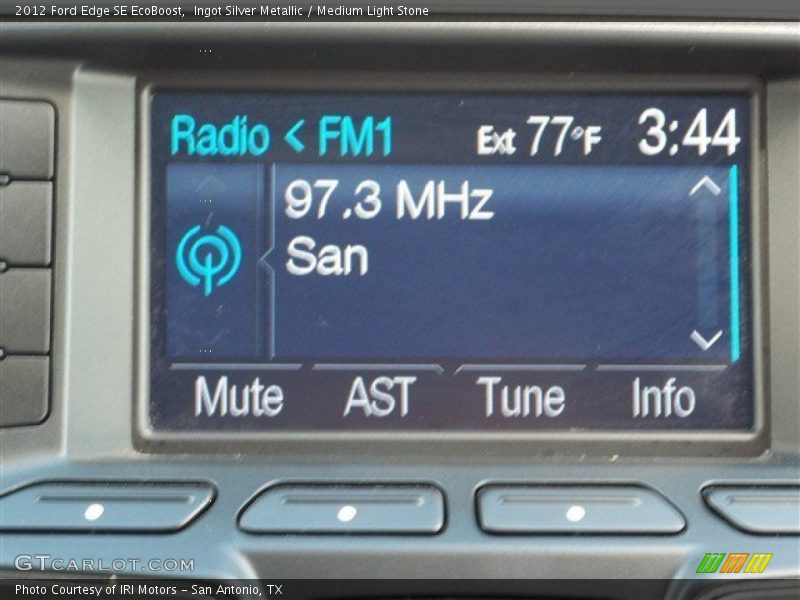 2012 Ford Edge SE EcoBoost,  Ingot Silver Metallic / Medium Light Stone
Radio < FM1 Ext 77°F 3:44
97.3 MHz
San
Mute AST Tune Info
GTCARLOT.COM
Photo Courtesy of IRI Motors – San Antonio, TX